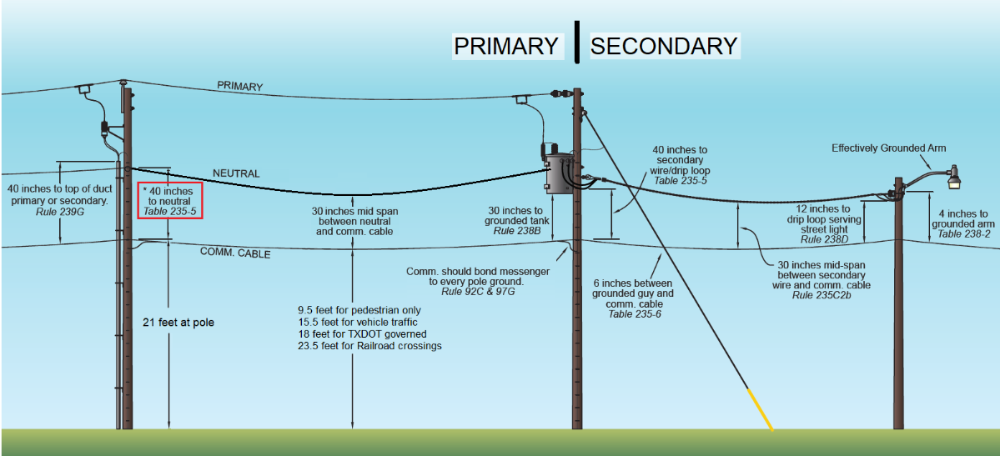 PRIMARY
SECONDARY
PRIMARY
NEUTRAL
COMM. CABLE
40 inches to top of duct
primary or secondary.
Rule 239G
* 40 inches
to neutral
Table 235-5
30 inches mid span
between neutral
and comm. cable
30 inches to
grounded tank
Rule 238B
40 inches to
secondary
wire/drip loop
Table 235-5
Effectively Grounded Arm
12 inches to
drip loop serving
street light
Rule 238D
4 inches to
grounded arm
Table 238-2
Comm. should bond messenger
to every pole ground.
Rule 92C & 97G
6 inches between
grounded guy and
comm. cable
Table 235-6
30 inches mid-span
between secondary
wire and comm. cable
Rule 235C2b
21 feet at pole
9.5 feet for pedestrian only
15.5 feet for vehicle traffic
18 feet for TXDOT governed
23.5 feet for Railroad crossings